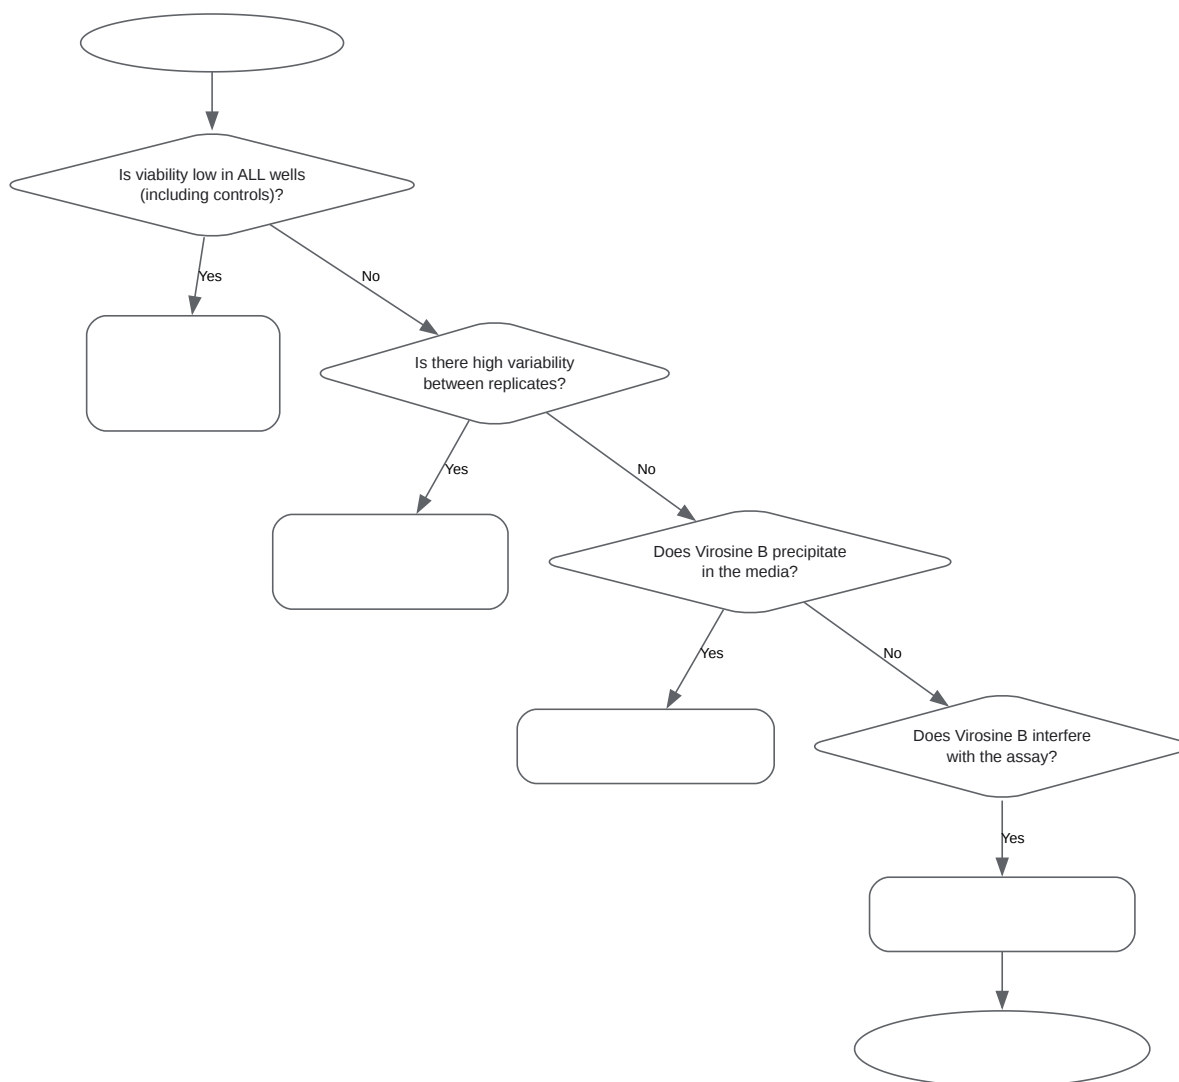 Is viability low in ALL wells
(including controls)?
Yes
No
Is there high variability
between replicates?
Yes
No
Does Virosine B precipitate
in the media?
Yes
No
Does Virosine B interfere
with the assay?
Yes